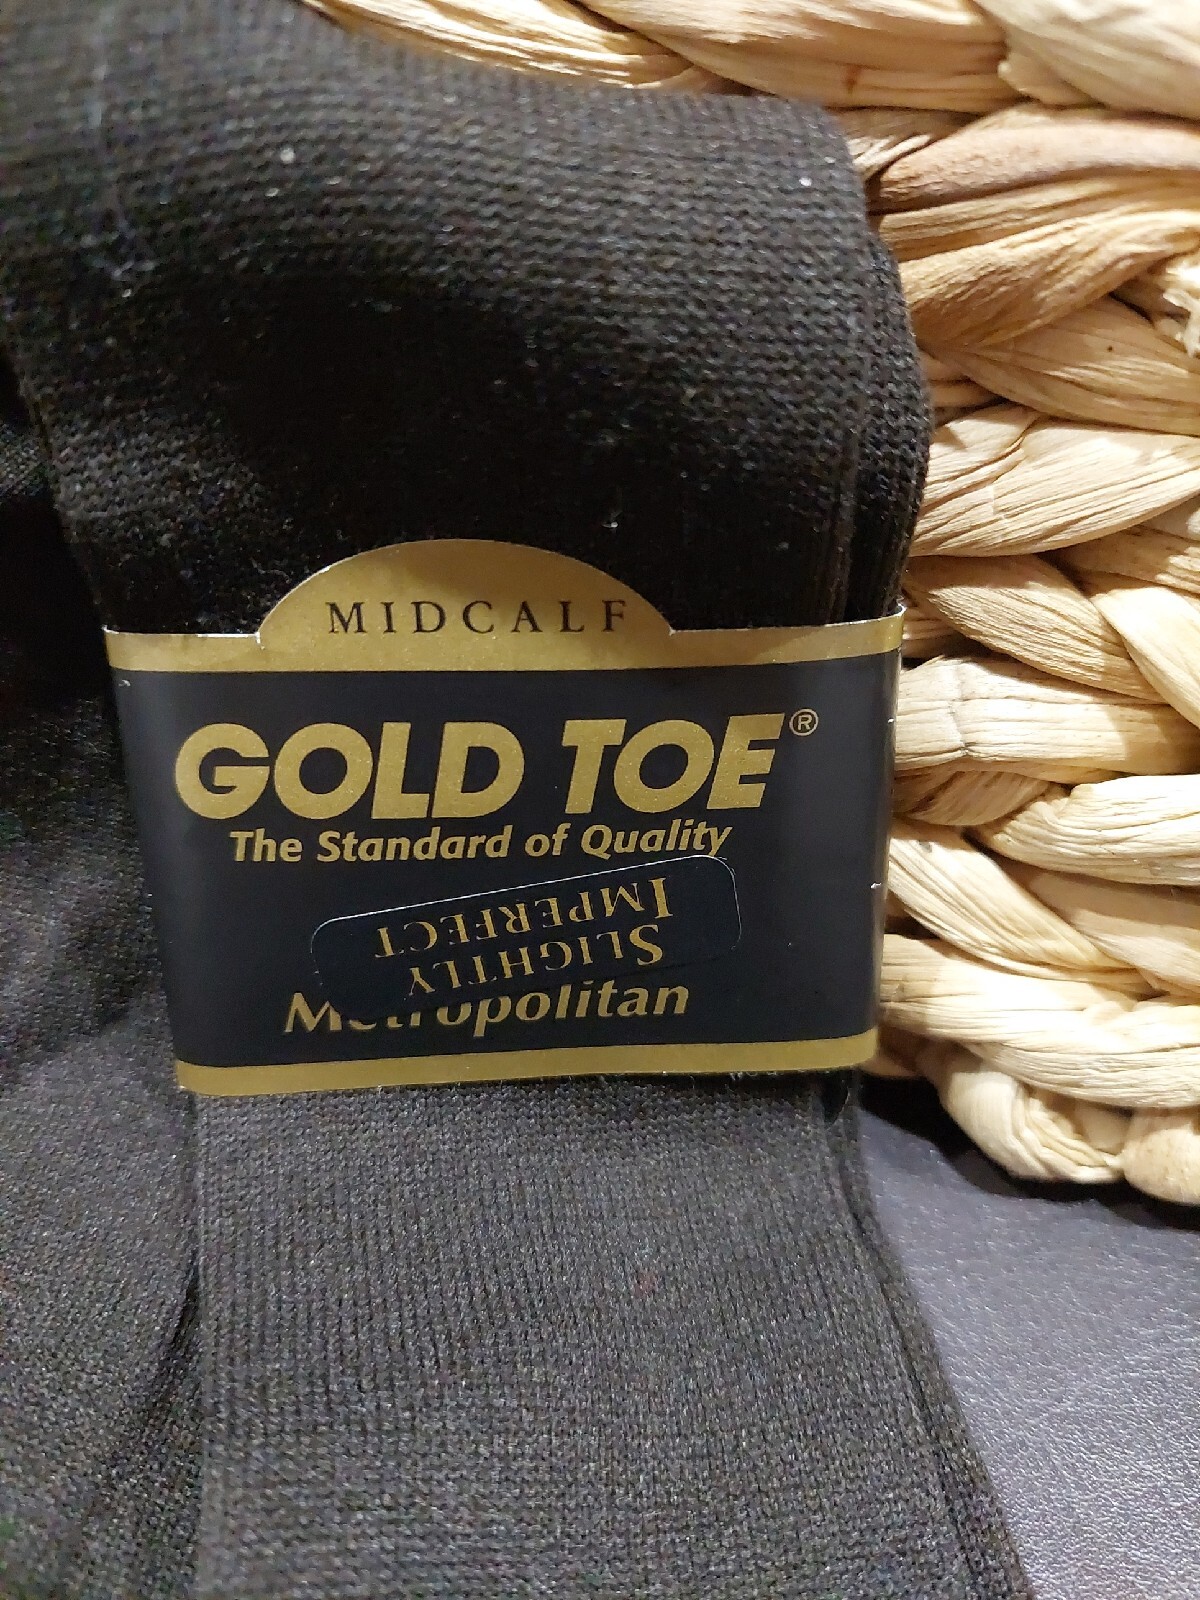 MIDCALF
GOLD TOE®
The Standard of Quality
SLIGHTLY
IMPERFECT
Metropolitan